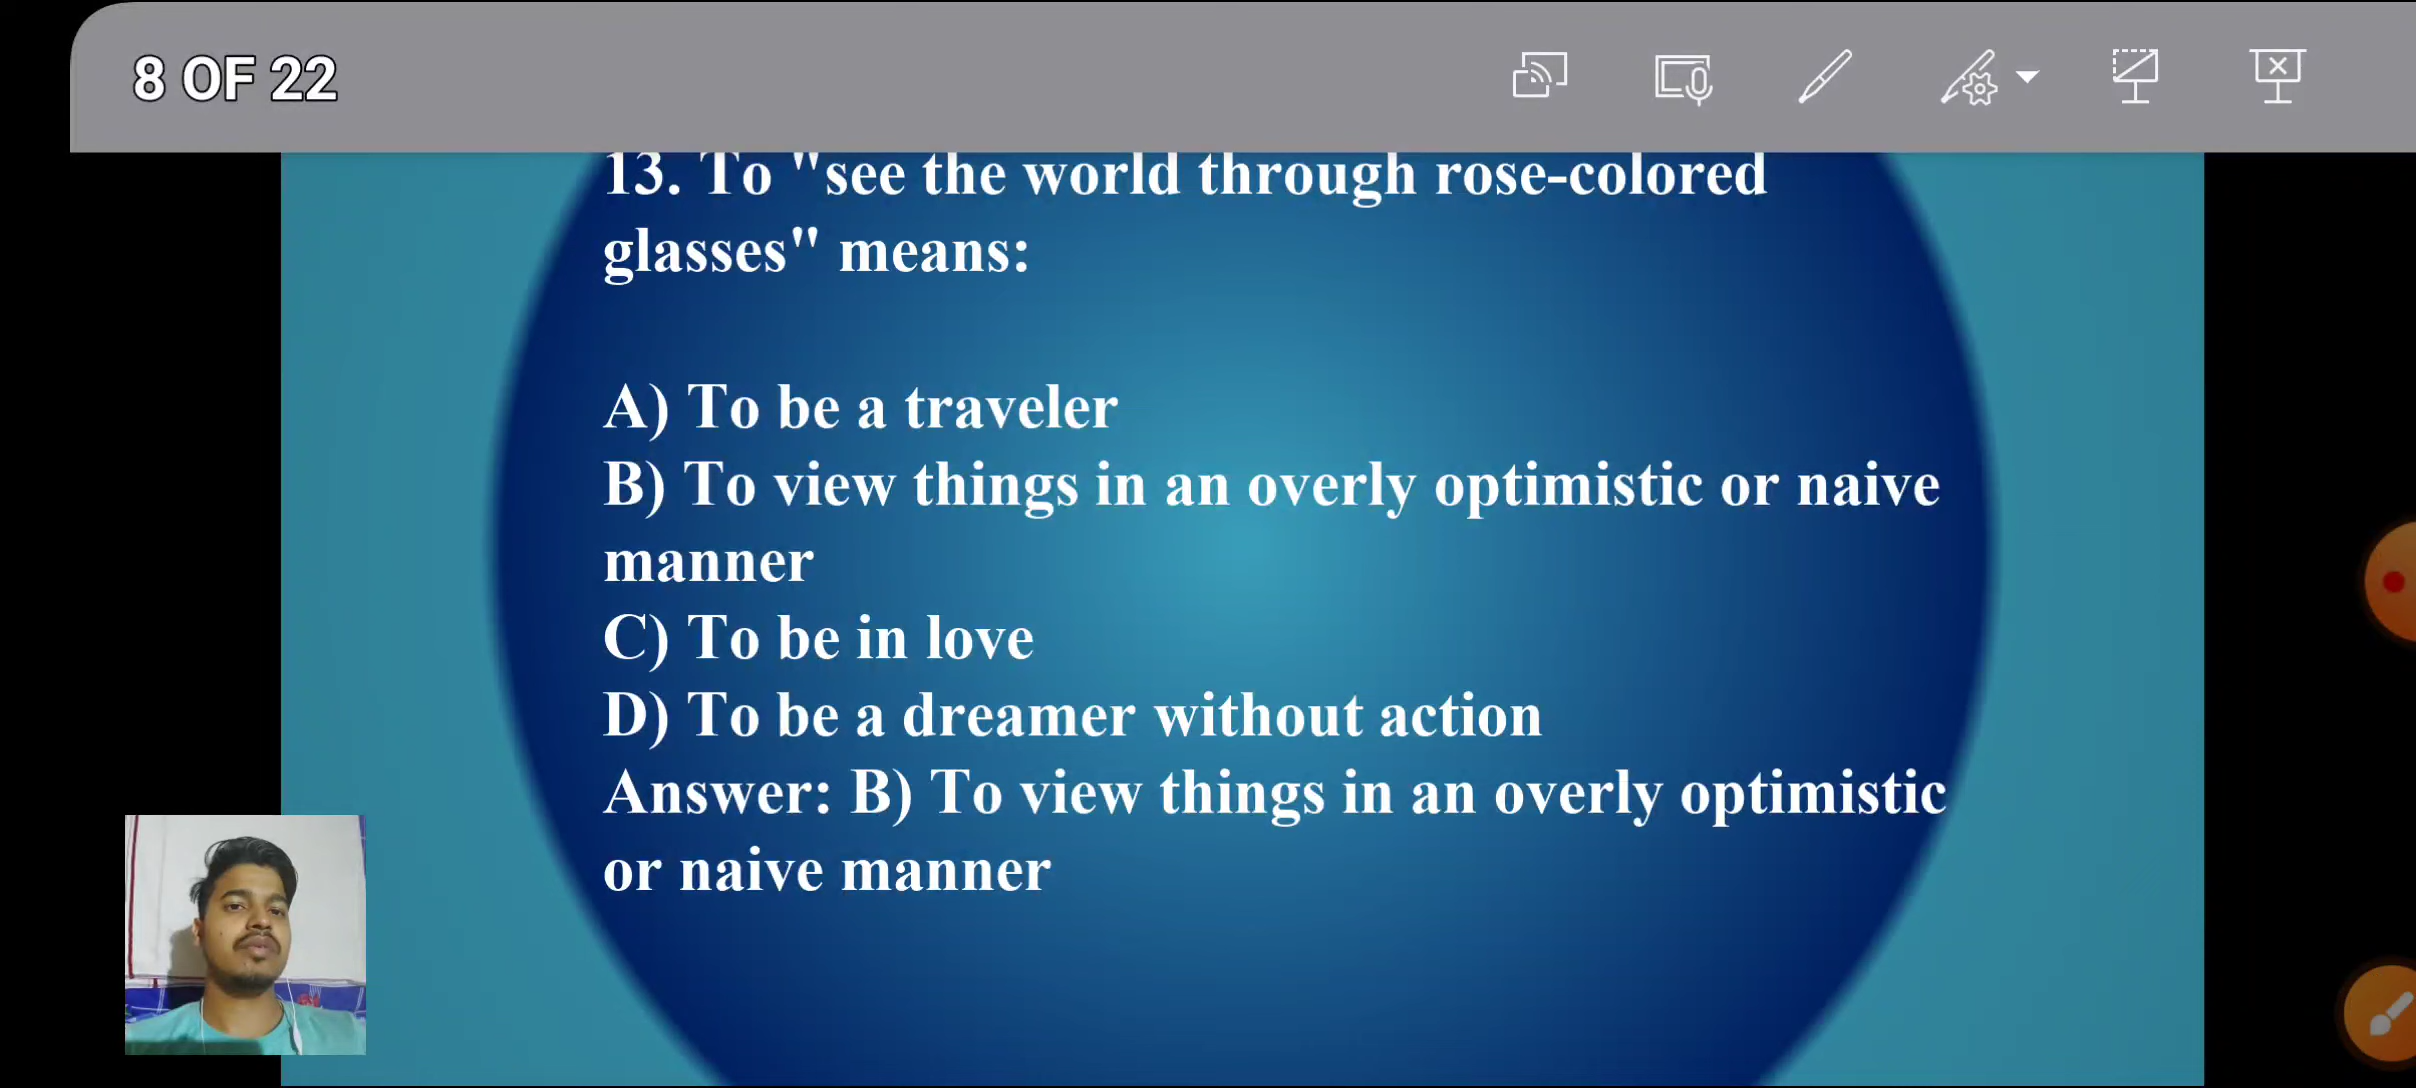 8 OF 22
13. To "see the world through rose-colored
glasses" means:
A) To be a traveler
B) To view things in an overly optimistic or naive
manner
C) To be in love
D) To be a dreamer without action
Answer: B) To view things in an overly optimistic
or naive manner